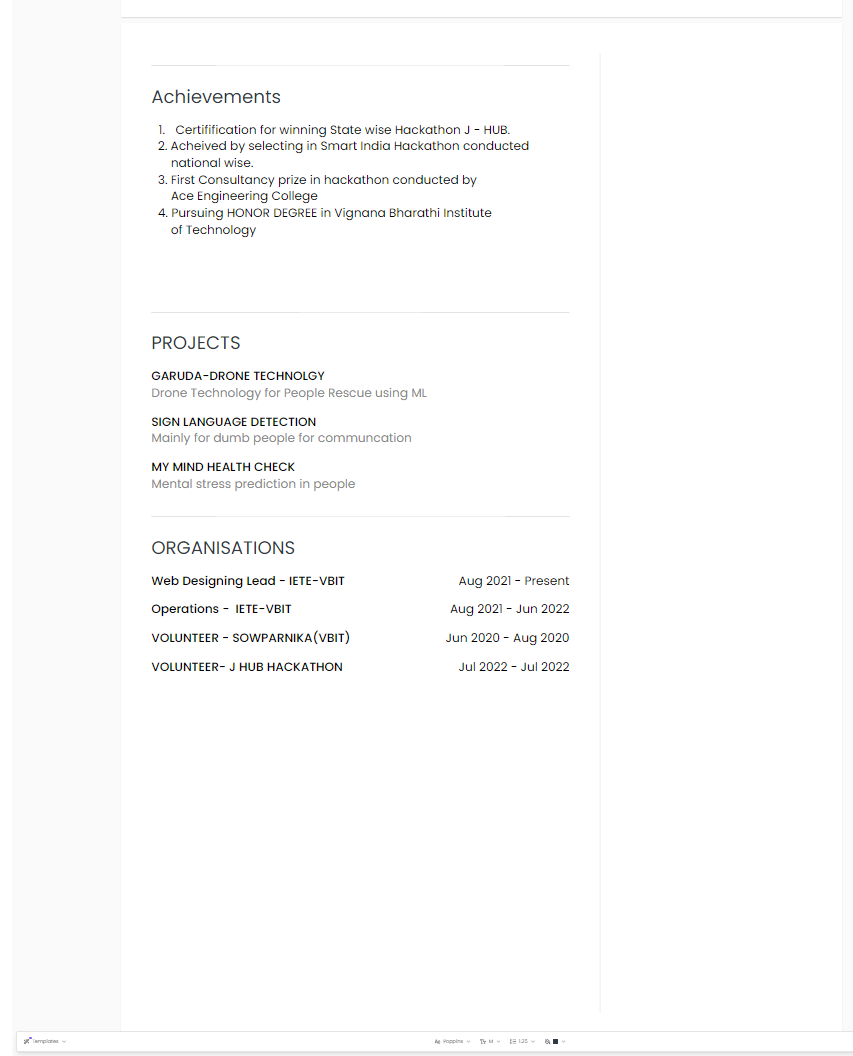 Achievements
1. Certifification for winning State wise Hackathon J - HUB.
2. Acheived by selecting in Smart India Hackathon conducted
national wise.
3. First Consultancy prize in hackathon conducted by
Ace Engineering College
4. Pursuing HONOR DEGREE in Vignana Bharathi Institute
of Technology
PROJECTS
GARUDA-DRONE TECHNOLGY
Drone Technology for People Rescue using ML
SIGN LANGUAGE DETECTION
Mainly for dumb people for communcation
MY MIND HEALTH CHECK
Mental stress prediction in people
ORGANISATIONS
Web Designing Lead - IETE-VBIT Aug 2021 - Present
Operations - IETE-VBIT Aug 2021 - Jun 2022
VOLUNTEER - SOWPARNIKA(VBIT) Jun 2020 - Aug 2020
VOLUNTEER- J HUB HACKATHON Jul 2022 - Jul 2022
Templates Ag Poppins Tr M 1.25